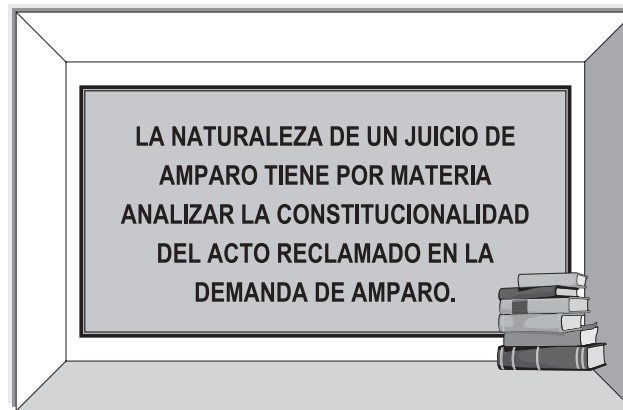 LA NATURALEZA DE UN JUICIO DE
AMPARO TIENE POR MATERIA
ANALIZAR LA CONSTITUCIONALIDAD
DEL ACTO RECLAMADO EN LA
DEMANDA DE AMPARO.